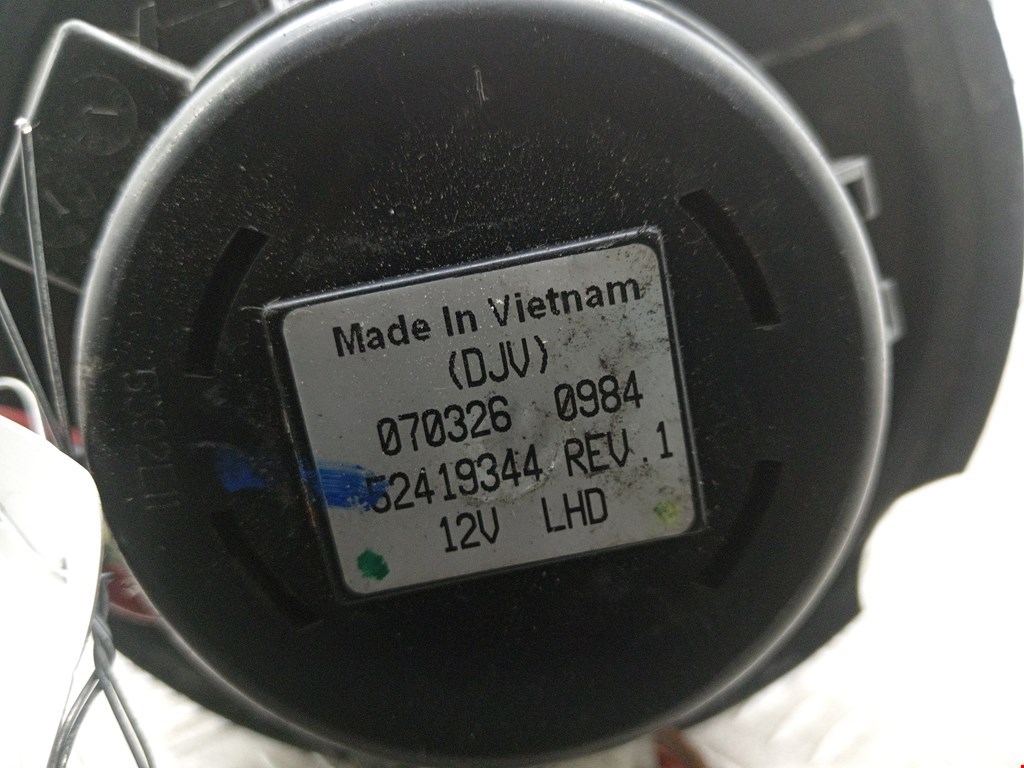 Made In Vietnam
(DJV)
070326 0984
52419344 REV.1
12V LHD